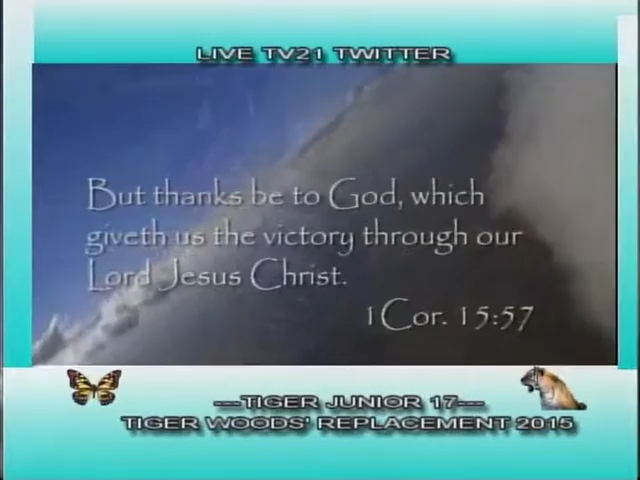 LIVE TV21 TWITTER
But thanks be to God, which
giveth us the victory through our
Lord Jesus Christ.
1 Cor. 15:57
---TIGER JUNIOR 17---
TIGER WOODS' REPLACEMENT 2015